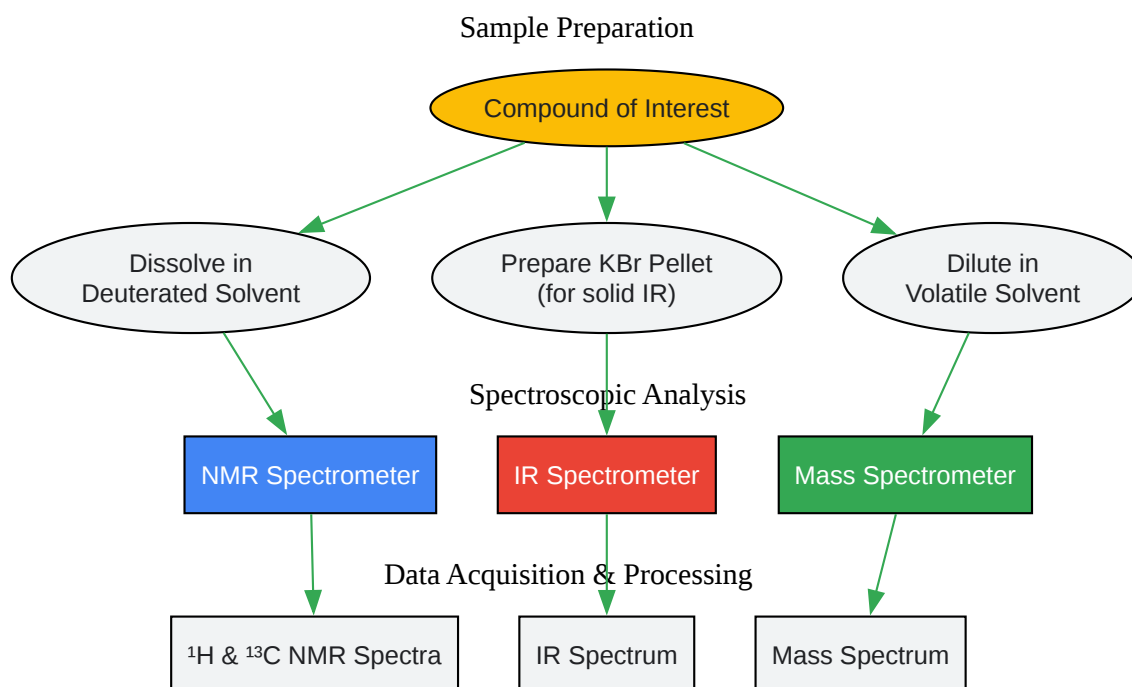 Sample Preparation
Compound of Interest
Dissolve in
Deuterated Solvent
Prepare KBr Pellet
(for solid IR)
Dilute in
Volatile Solvent
Spectroscopic Analysis
NMR Spectrometer
IR Spectrometer
Mass Spectrometer
Data Acquisition & Processing
¹H & ¹³C NMR Spectra
IR Spectrum
Mass Spectrum